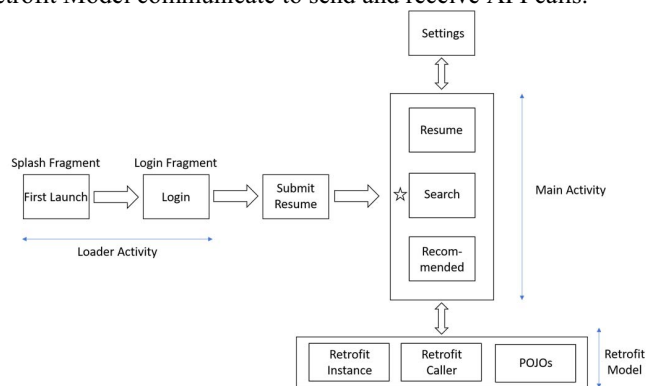 etrofit Model communicate to send and receive API calls.
Settings
Resume
Splash Fragment
Login Fragment
First Launch
Login
Submit
Resume
Search
Main Activity
Loader Activity
Recom-
mended
Retrofit
Instance
Retrofit
Caller
POJOs
Retrofit
Model